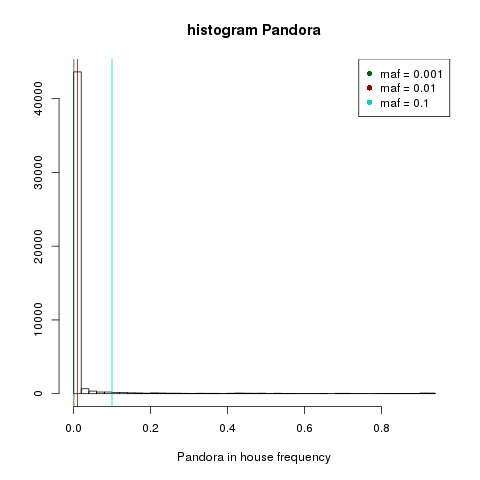 histogram Pandora
maf = 0.001
maf = 0.01
maf = 0.1
40000
30000
20000
10000
0
0.0 0.2 0.4 0.6 0.8
Pandora in house frequency